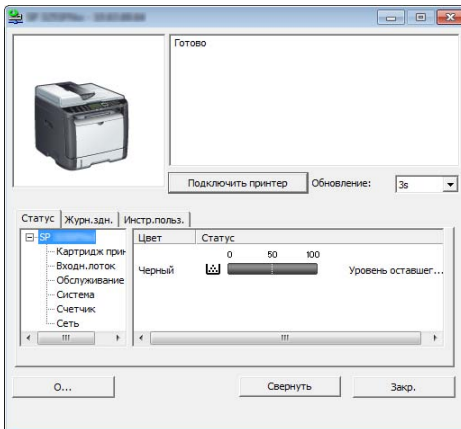 Готово
Подключить принтер
Обновление:
3s
Статус
Журн.здн.
Инстр.польз.
SP
Картридж прин
Входн.лоток
Обслуживание
Система
Счетчик
Сеть
Цвет
Статус
0 50 100
Черный
Уровень оставшег...
О...
Свернуть
Закр.